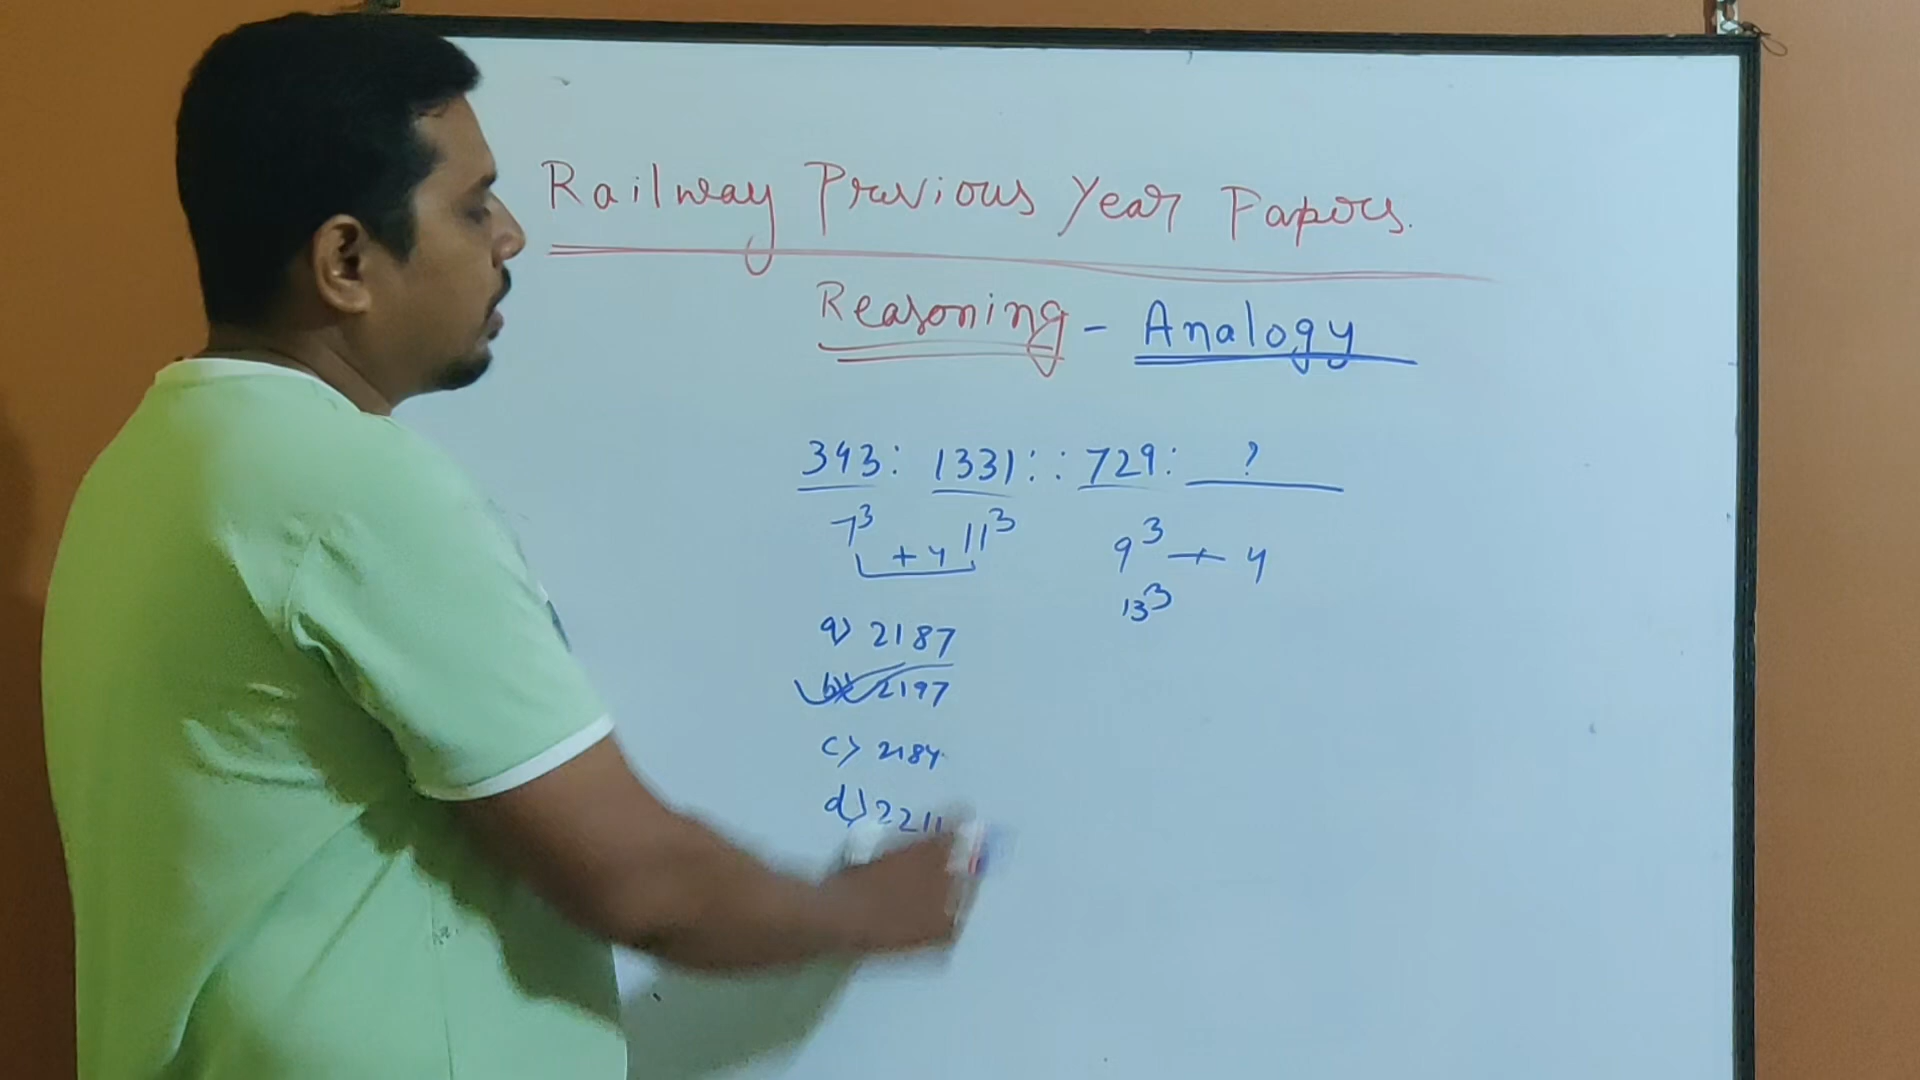 Railway Previous Year Papers.
Reasoning - Analogy
343: 1331:: 729: ?
7³ + 4 11³
9³ + 4
13³
a) 2187
b) 2197
c) 2184
d) 2211